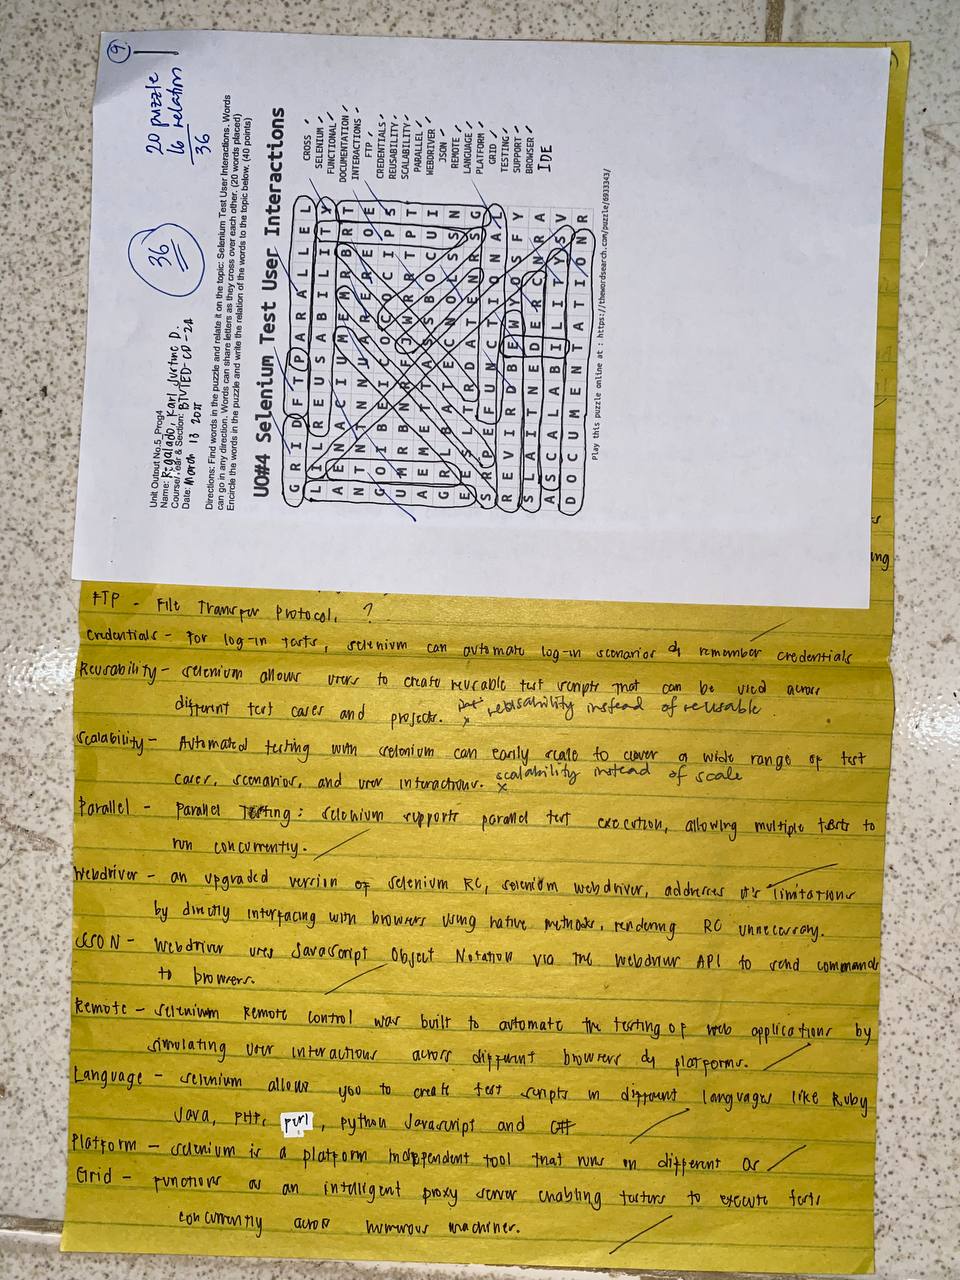 9
20 puzzle
16 relation
36
36
Unit Output No.5_Prog4
Name: Rigalado, Karl Justine D.
Course/Year & Section: BTVTED-CP-2A
Date: March 13 2025
Directions: Find words in the puzzle and relate it on the topic: Selenium Test User Interactions. Words
can go in any direction. Words can share letters as they cross over each other. (20 words placed)
Encircle the words in the puzzle and write the relation of the words to the topic below. (40 points)
UO#4 Selenium Test User Interactions
G R I D F T P A R A L L E L
CROSS
SELENIUM
FUNCTIONAL
DOCUMENTATION
INTERACTIONS
FTP
CREDENTIALS
REUSABILITY
SCALABILITY
PARALLEL
WEBDRIVER
JSON
REMOTE
LANGUAGE
PLATFORM
GRID
TESTING
SUPPORT
BROWSER
IDE
L I L R E U S A B I L I T Y
R E V I R D B E W Y O S F Y
S L A I T N E D E R C N R A
A S C A L A B I L I T Y S V
D O C U M E N T A T I O N R
Play this puzzle online at : https://thewordsearch.com/puzzle/6933343/
ng
FTP - File Transfer Protocol. ?
Credentials - For log-in tests, selenium can automate log-in scenarios & remember credentials
Reusability - selenium allows users to create reusable test scripts that can be used across
different test cases and projects. x reusability instead of reusable
Scalability - Automated testing with selenium can easily scale to cover a wide range of test
cases, scenarios, and user interactions. x scalability instead of scale
Parallel - Parallel Testing: selenium supports parallel test execution, allowing multiple tests to
run concurrently.
Webdriver - an upgraded version of selenium RC, selenium webdriver, addresses it's limitations
by directly interfacing with browsers using native methods, rendering RC unnecessary.
JSON - Webdriver uses JavaScript Object Notation via the webdriver API to send commands
to browsers.
Remote - selenium Remote control was built to automate the testing of web applications by
simulating user interactions across different browsers & platforms.
Language - selenium allows you to create test scripts in different languages like Ruby
Java, PHP, perl, python Javascript and C#
Platform - selenium is a platform independent tool that runs on different os
Grid - Functions as an intelligent proxy server enabling testers to execute tests
concurrently across numerous machines.